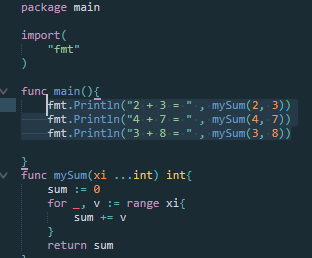 package main
import(
"fmt"
)
func main(){
fmt.Println("2 + 3 = " , mySum(2, 3))
fmt.Println("4 + 7 = " , mySum(4, 7))
fmt.Println("3 + 8 = " , mySum(3, 8))
}
func mySum(xi ...int) int{
sum := 0
for _, v := range xi{
sum += v
}
return sum